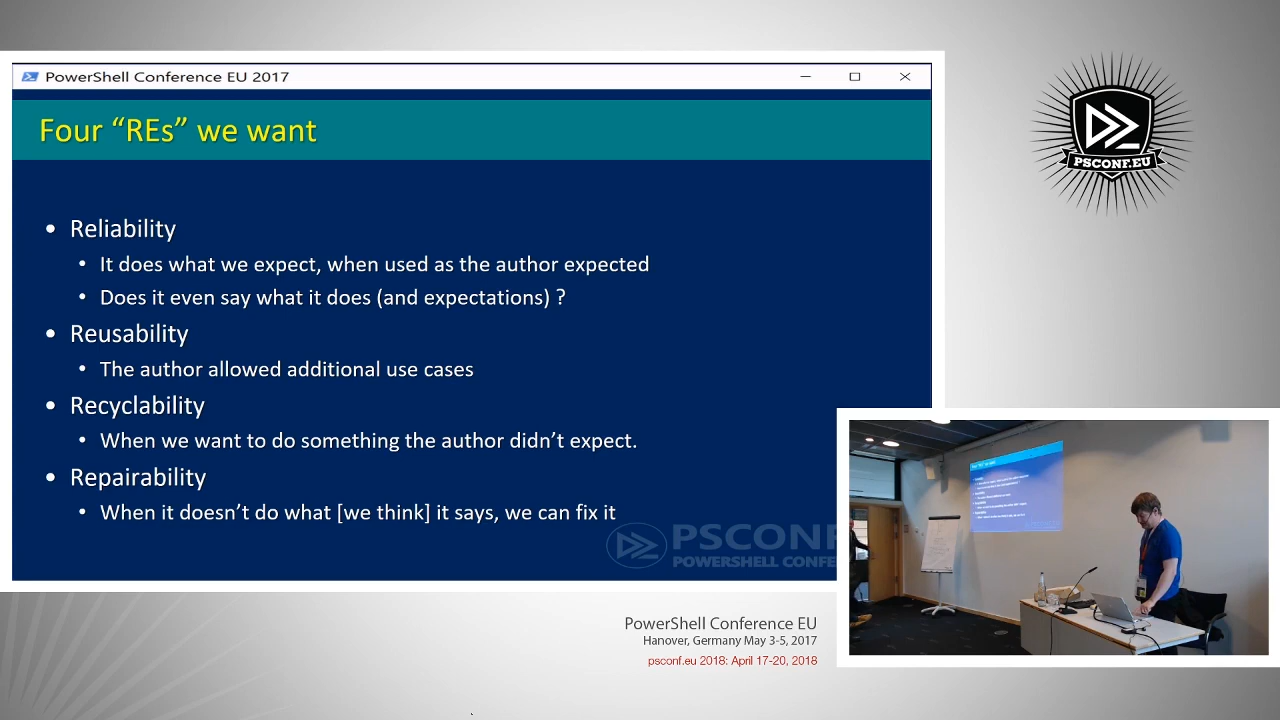 PowerShell Conference EU 2017
Four “REs” we want
• Reliability
• It does what we expect, when used as the author expected
• Does it even say what it does (and expectations) ?
• Reusability
• The author allowed additional use cases
• Recyclability
• When we want to do something the author didn’t expect.
• Repairability
• When it doesn’t do what [we think] it says, we can fix it
PSCONF
POWERSHELL CONFE
PSCONF.EU
PowerShell Conference EU
Hanover, Germany May 3-5, 2017
psconf.eu 2018: April 17-20, 2018